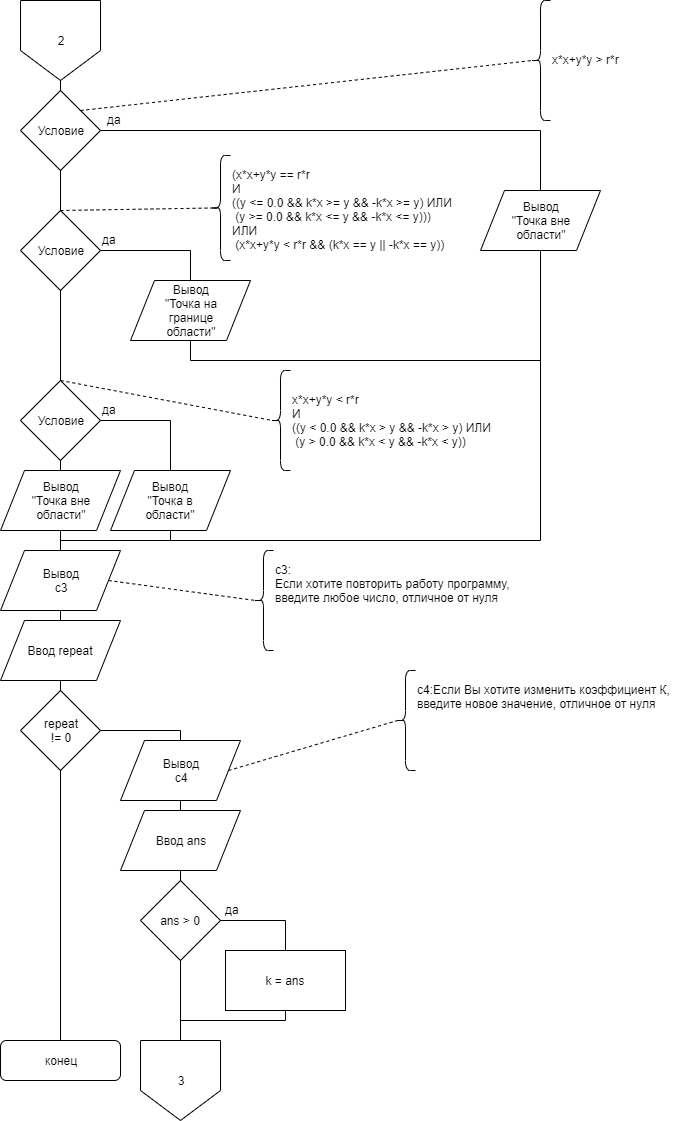 2
x*x+y*y > r*r
Условие
да
(x*x+y*y == r*r
И
((y <= 0.0 && k*x >= y && -k*x >= y) ИЛИ
(y >= 0.0 && k*x <= y && -k*x <= y)))
ИЛИ
(x*x+y*y < r*r && (k*x == y || -k*x == y))
Вывод
"Точка вне
области"
Условие
да
Вывод
"Точка на
границе
области"
x*x+y*y < r*r
И
((y < 0.0 && k*x > y && -k*x > y) ИЛИ
(y > 0.0 && k*x < y && -k*x < y))
Условие
да
Вывод
"Точка вне
области"
Вывод
"Точка в
области"
Вывод
c3
c3:
Если хотите повторить работу программу,
введите любое число, отличное от нуля
Ввод repeat
c4:Если Вы хотите изменить коэффициент К,
введите новое значение, отличное от нуля
repeat
!= 0
Вывод
c4
Ввод ans
ans > 0
да
k = ans
конец
3